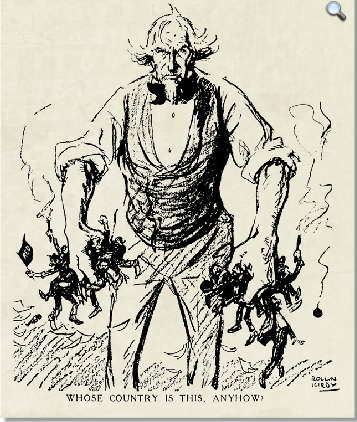 ROLLIN
KIRBY
WHOSE COUNTRY IS THIS, ANYHOW?